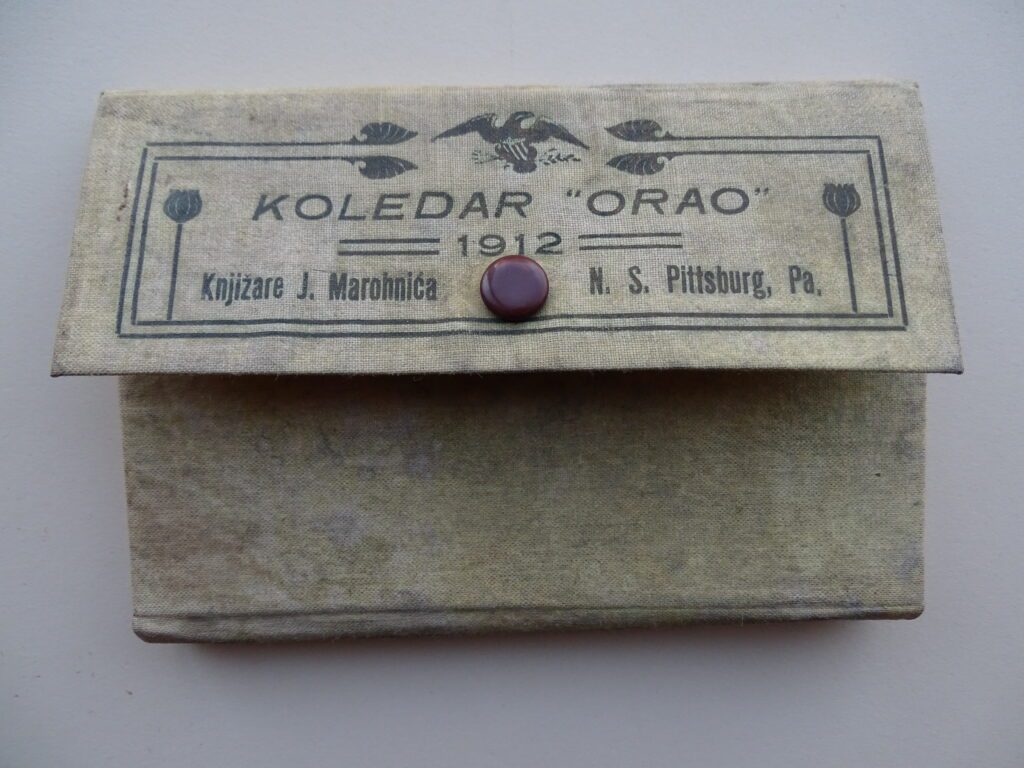 KOLEDAR "ORAO"
1912
Knjižare J. Marohnića N. S. Pittsburg, Pa.